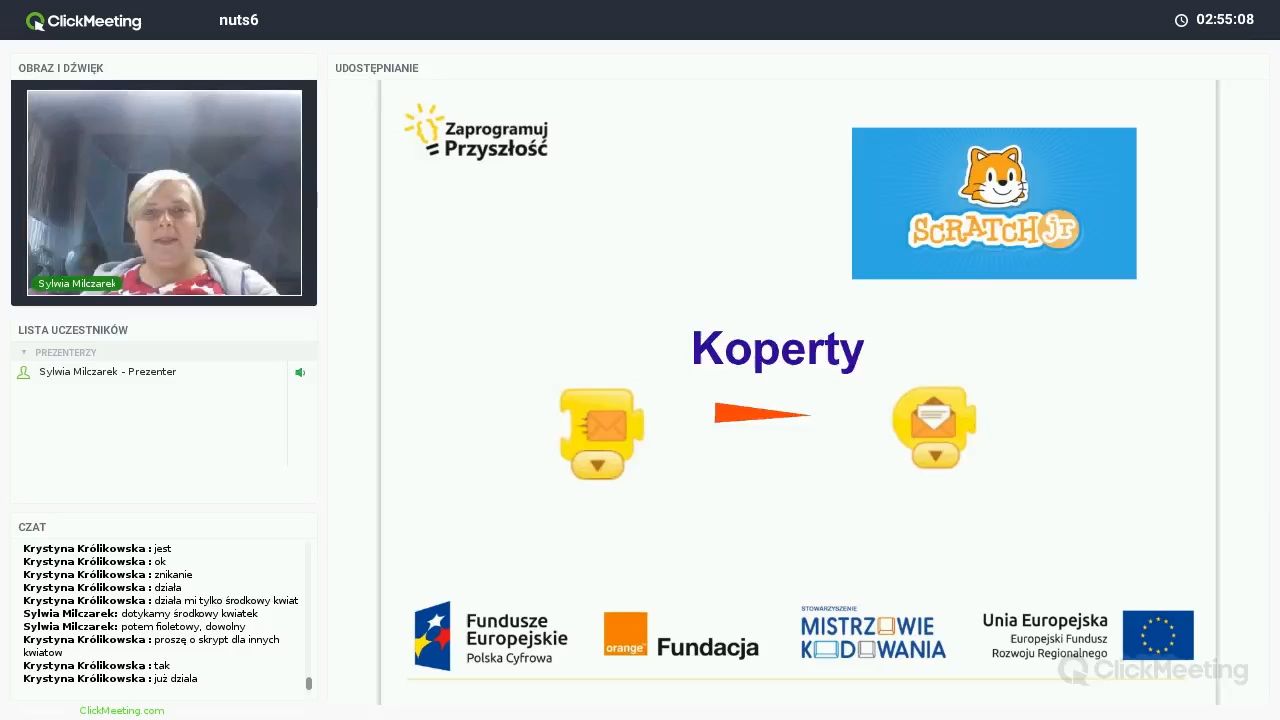 ClickMeeting
nuts6
02:55:08
OBRAZ I DŹWIĘK
Sylwia Milczarek
LISTA UCZESTNIKÓW
PREZENTERZY
Sylwia Milczarek - Prezenter
CZAT
Krystyna Królikowska : jest
Krystyna Królikowska : ok
Krystyna Królikowska : znikanie
Krystyna Królikowska : działa
Krystyna Królikowska : działa mi tylko środkowy kwiat
Sylwia Milczarek: dotykamy środkowy kwiatek
Sylwia Milczarek: potem fioletowy, dowolny
Krystyna Królikowska : proszę o skrypt dla innych
kwiatow
Krystyna Królikowska : tak
Krystyna Królikowska : już dziala
ClickMeeting.com
UDOSTĘPNIANIE
Zaprogramuj
Przyszłość
SCRATCH jr
Koperty
Fundusze
Europejskie
Polska Cyfrowa
orange™
Fundacja
STOWARZYSZENIE
MISTRZOWIE
KODOWANIA
Unia Europejska
Europejski Fundusz
Rozwoju Regionalnego
ClickMeeting